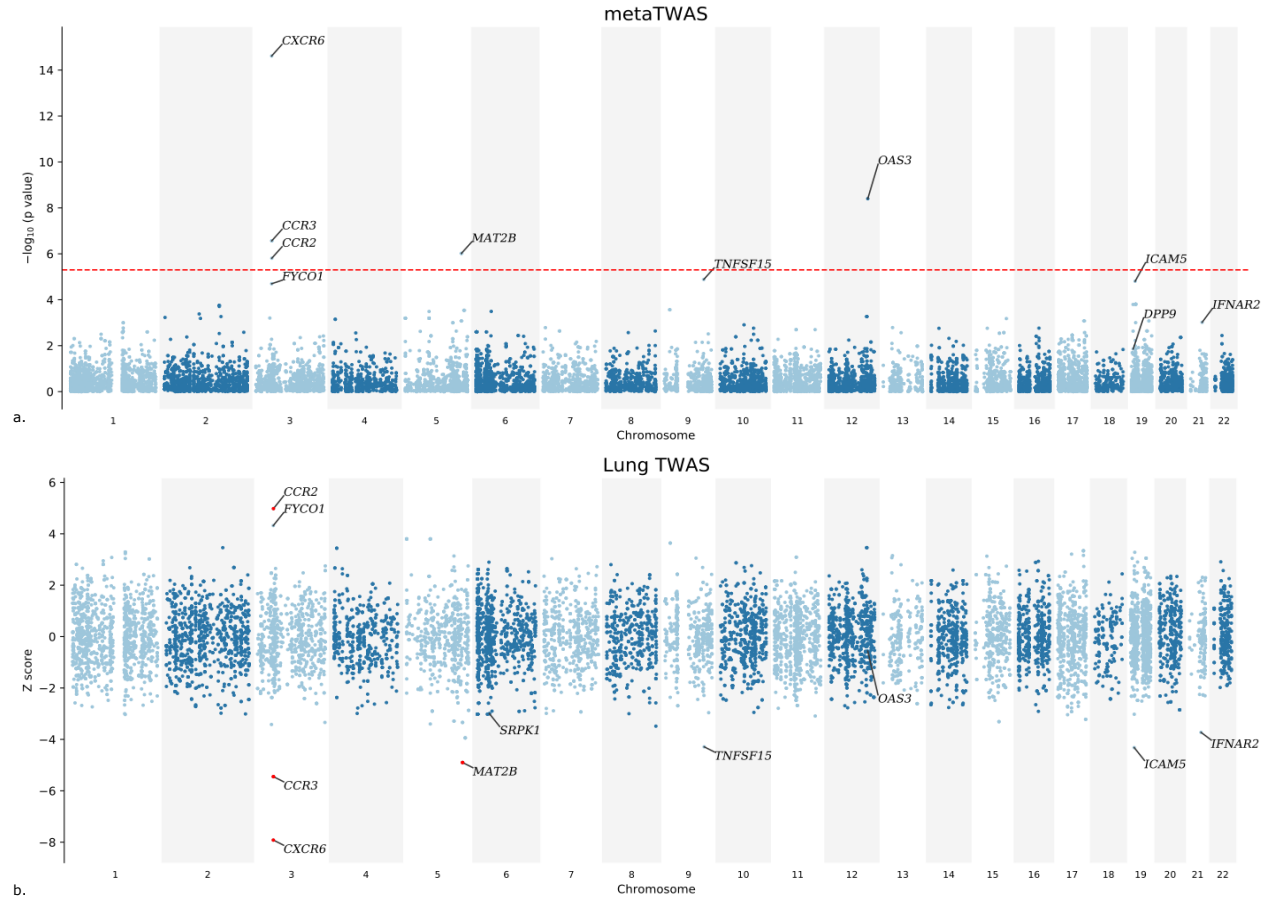 metaTWAS
CXCR6
14
12
10
OAS3
8
−log₁₀ (p value)
CCR3
CCR2
MAT2B
6
FYCO1
TNFSF15
ICAM5
4
DPP9
IFNAR2
2
0
a.
1 2 3 4 5 6 7 8 9 10 11 12 13 14 15 16 17 18 19 20 21 22
Chromosome
Lung TWAS
6
CCR2
FYCO1
4
2
0
Z score
−2
OAS3
SRPK1
−4
IFNAR2
TNFSF15
ICAM5
MAT2B
CCR3
−6
−8
CXCR6
1 2 3 4 5 6 7 8 9 10 11 12 13 14 15 16 17 18 19 20 21 22
Chromosome
b.